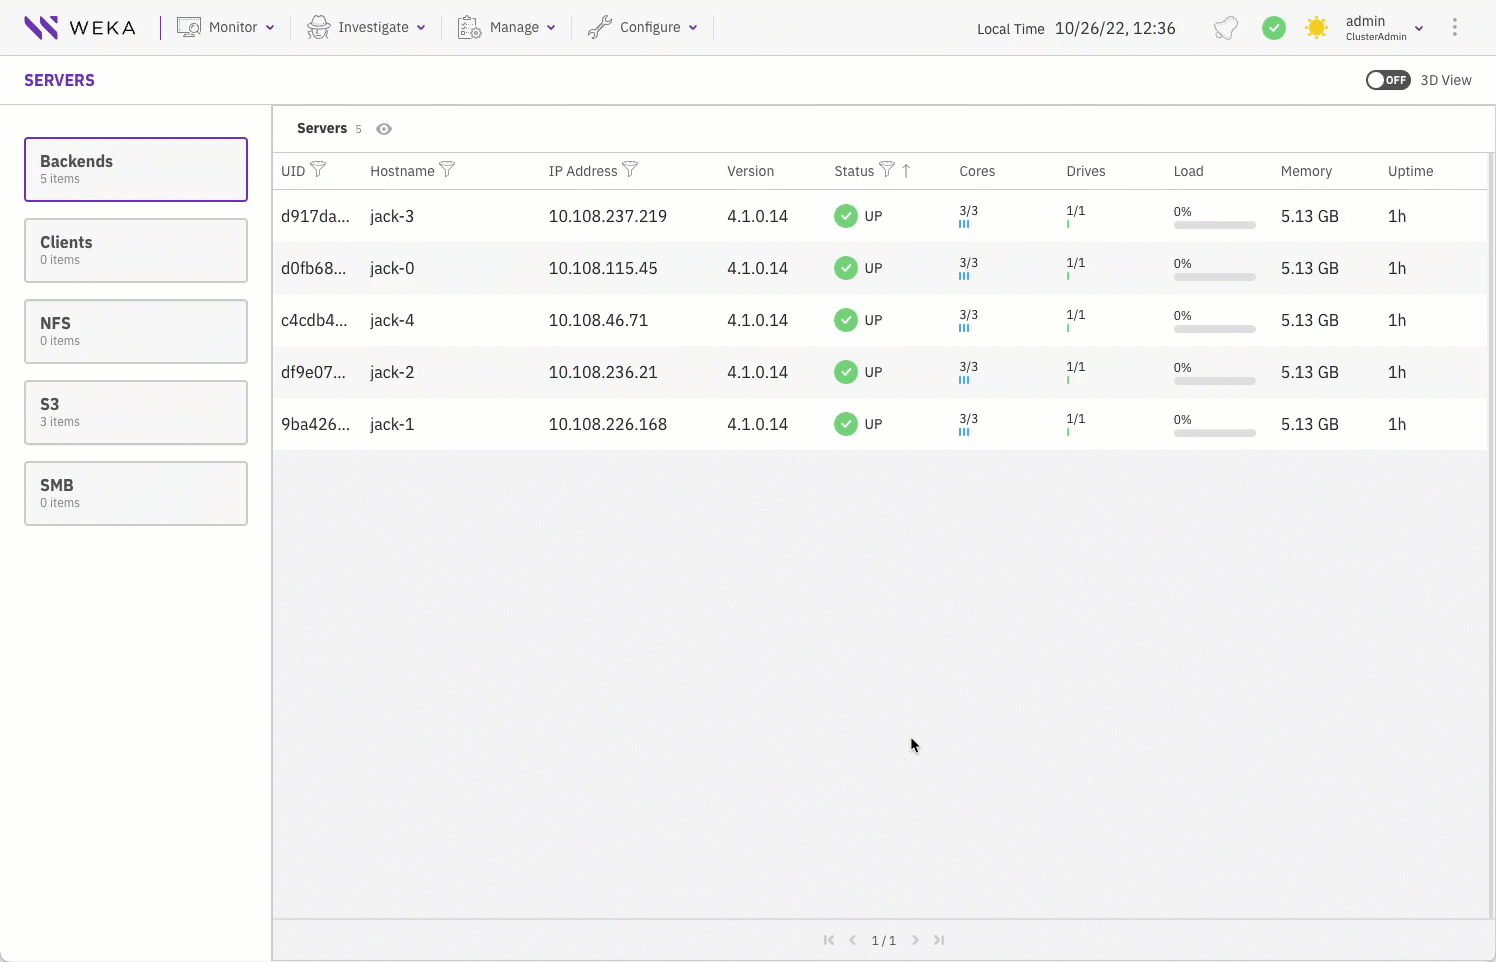 WEKA Monitor Investigate Manage Configure Local Time 10/26/22, 12:36 admin
ClusterAdmin
SERVERS OFF 3D View
Backends
5 items
Clients
0 items
NFS
0 items
S3
3 items
SMB
0 items
Servers 5
UID Hostname IP Address Version Status Cores Drives Load Memory Uptime
d917da... jack-3 10.108.237.219 4.1.0.14 UP 3/3 1/1 0% 5.13 GB 1h
d0fb68... jack-0 10.108.115.45 4.1.0.14 UP 3/3 1/1 0% 5.13 GB 1h
c4cdb4... jack-4 10.108.46.71 4.1.0.14 UP 3/3 1/1 0% 5.13 GB 1h
df9e07... jack-2 10.108.236.21 4.1.0.14 UP 3/3 1/1 0% 5.13 GB 1h
9ba426... jack-1 10.108.226.168 4.1.0.14 UP 3/3 1/1 0% 5.13 GB 1h
1 / 1